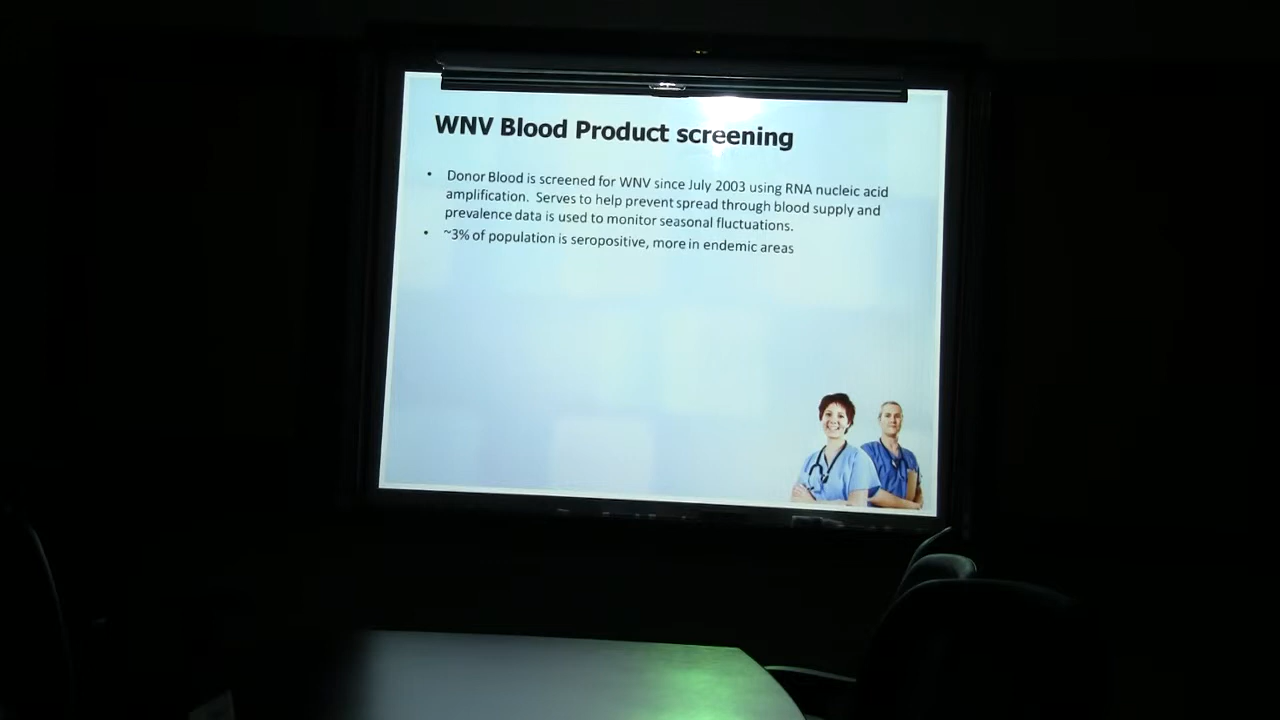 WNV Blood Product screening
• Donor Blood is screened for WNV since July 2003 using RNA nucleic acid
amplification. Serves to help prevent spread through blood supply and
prevalence data is used to monitor seasonal fluctuations.
• ~3% of population is seropositive, more in endemic areas